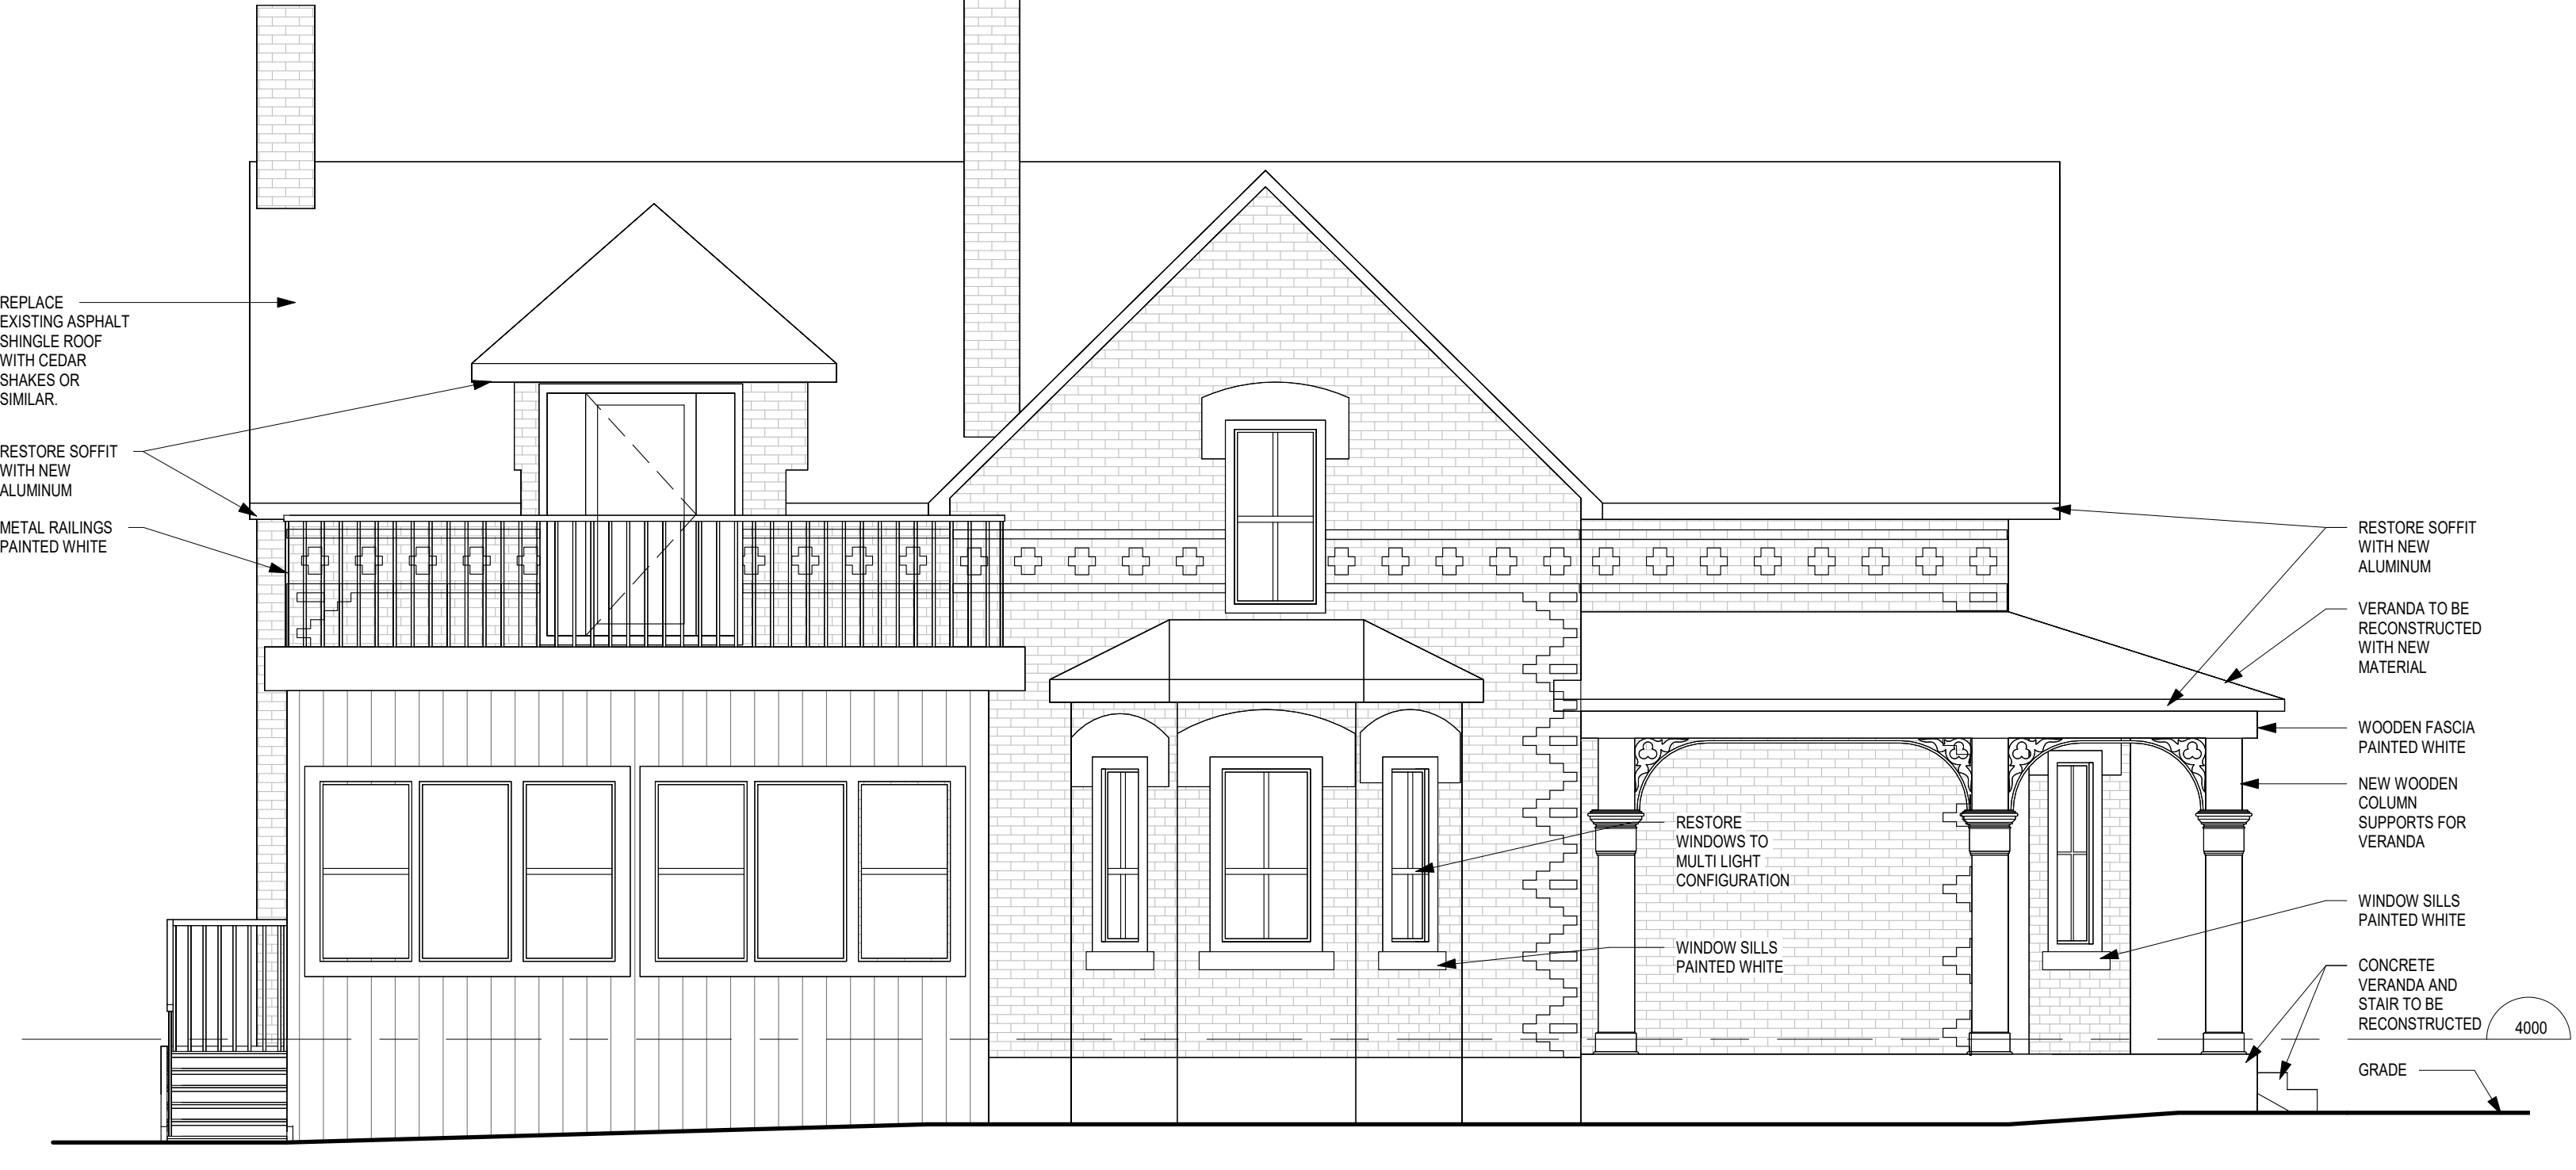 REPLACE
EXISTING ASPHALT
SHINGLE ROOF
WITH CEDAR
SHAKES OR
SIMILAR.
RESTORE SOFFIT
WITH NEW
ALUMINUM
METAL RAILINGS
PAINTED WHITE
RESTORE
WINDOWS TO
MULTI LIGHT
CONFIGURATION
WINDOW SILLS
PAINTED WHITE
RESTORE SOFFIT
WITH NEW
ALUMINUM
VERANDA TO BE
RECONSTRUCTED
WITH NEW
MATERIAL
WOODEN FASCIA
PAINTED WHITE
NEW WOODEN
COLUMN
SUPPORTS FOR
VERANDA
WINDOW SILLS
PAINTED WHITE
CONCRETE
VERANDA AND
STAIR TO BE
RECONSTRUCTED
4000
GRADE